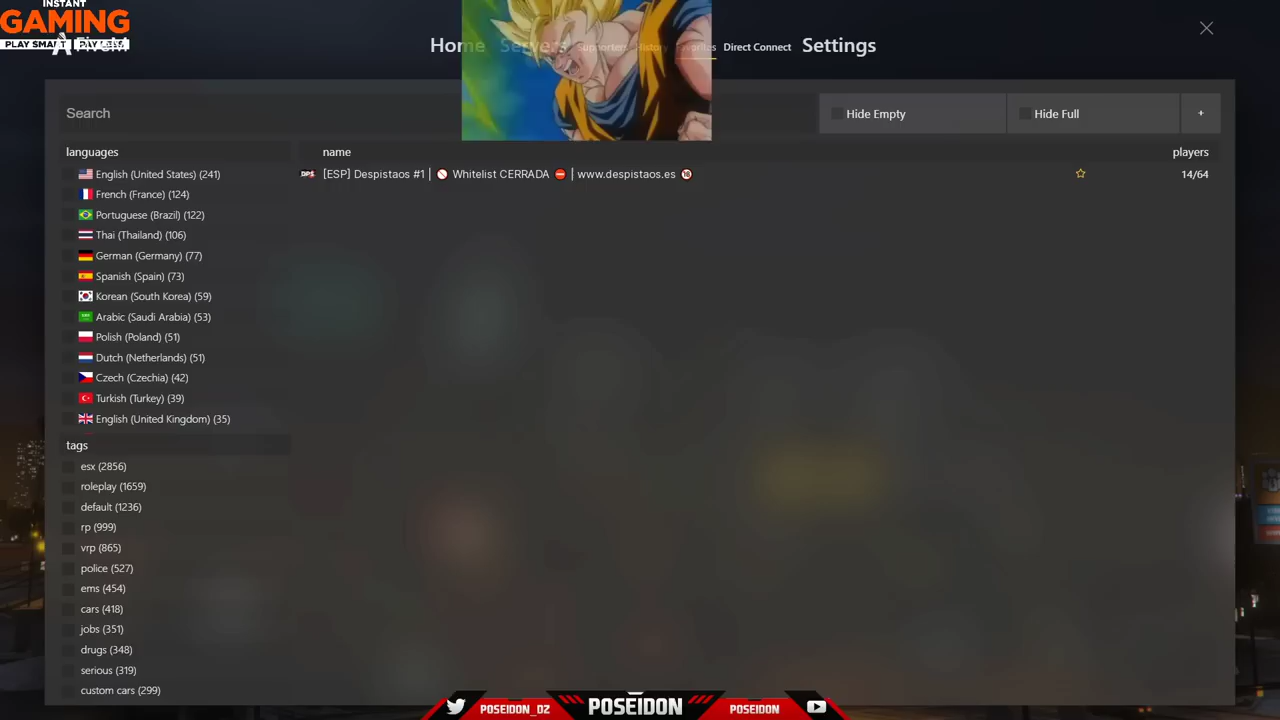 INSTANT
GAMING
PLAY SMART
FiveM
Home Servers Supporters History Favorites Direct Connect Settings
Search
Hide Empty
Hide Full
+
languages
name
players
English (United States) (241)
[ESP] Despistaos #1 | 🚫 Whitelist CERRADA ⛔ | www.despistaos.es 🔞
14/64
French (France) (124)
Portuguese (Brazil) (122)
Thai (Thailand) (106)
German (Germany) (77)
Spanish (Spain) (73)
Korean (South Korea) (59)
Arabic (Saudi Arabia) (53)
Polish (Poland) (51)
Dutch (Netherlands) (51)
Czech (Czechia) (42)
Turkish (Turkey) (39)
English (United Kingdom) (35)
tags
esx (2856)
roleplay (1659)
default (1236)
rp (999)
vrp (865)
police (527)
ems (454)
cars (418)
jobs (351)
drugs (348)
serious (319)
custom cars (299)
POSEIDON_DZ
POSEIDON
POSEIDON